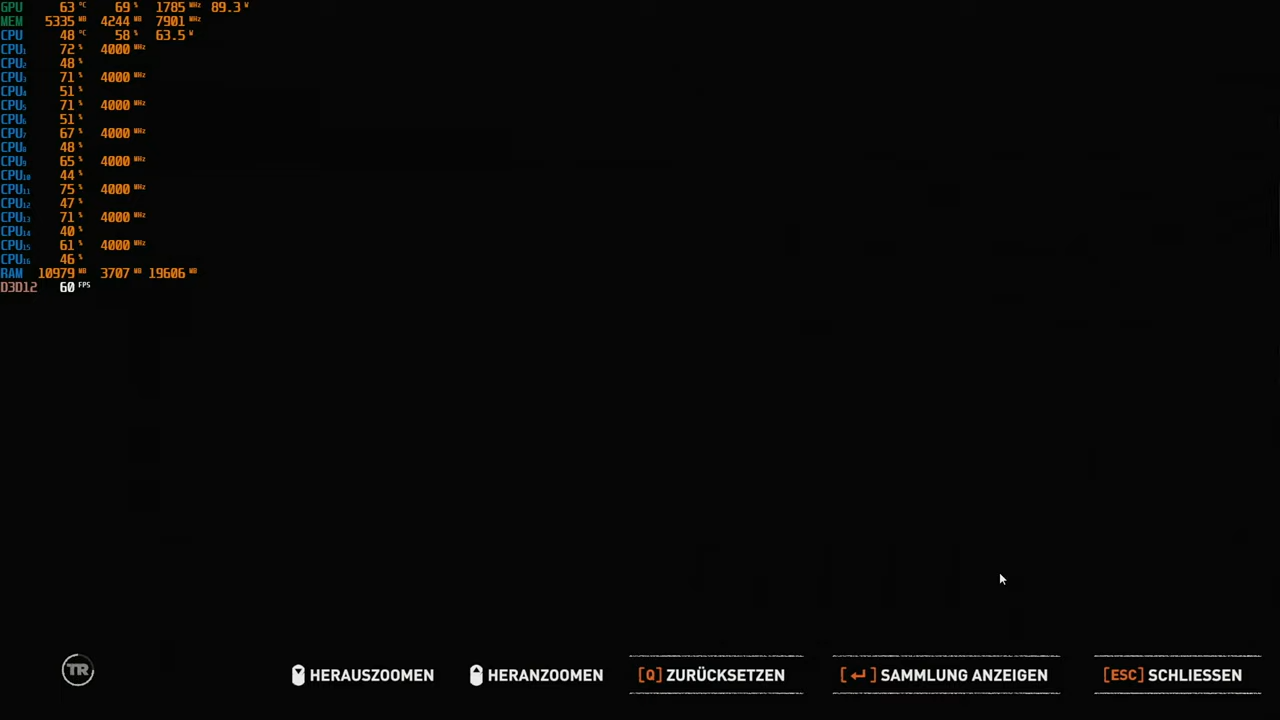 GPU 63 °C 69 % 1785 MHz 89.3 W
MEM 5335 MB 4244 MB 7901 MHz
CPU 48 °C 58 % 63.5 W
CPU1 72 % 4000 MHz
CPU2 48 %
CPU3 71 % 4000 MHz
CPU4 51 %
CPU5 71 % 4000 MHz
CPU6 51 %
CPU7 67 % 4000 MHz
CPU8 48 %
CPU9 65 % 4000 MHz
CPU10 44 %
CPU11 75 % 4000 MHz
CPU12 47 %
CPU13 71 % 4000 MHz
CPU14 40 %
CPU15 61 % 4000 MHz
CPU16 46 %
RAM 10979 MB 3707 MB 19606 MB
D3D12 60 FPS
TR HERAUSZOOMEN HERANZOOMEN [Q] ZURÜCKSETZEN [↵] SAMMLUNG ANZEIGEN [ESC] SCHLIESSEN